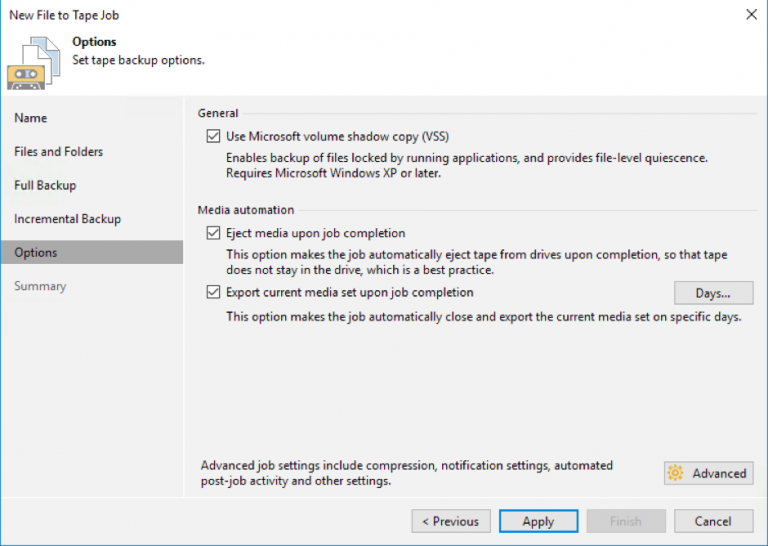 New File to Tape Job
Options
Set tape backup options.
Name
Files and Folders
Full Backup
Incremental Backup
Options
Summary
General
Use Microsoft volume shadow copy (VSS)
Enables backup of files locked by running applications, and provides file-level quiescence.
Requires Microsoft Windows XP or later.
Media automation
Eject media upon job completion
This option makes the job automatically eject tape from drives upon completion, so that tape
does not stay in the drive, which is a best practice.
Export current media set upon job completion
Days...
This option makes the job automatically close and export the current media set on specific days.
Advanced job settings include compression, notification settings, automated
post-job activity and other settings.
Advanced
< Previous
Apply
Finish
Cancel